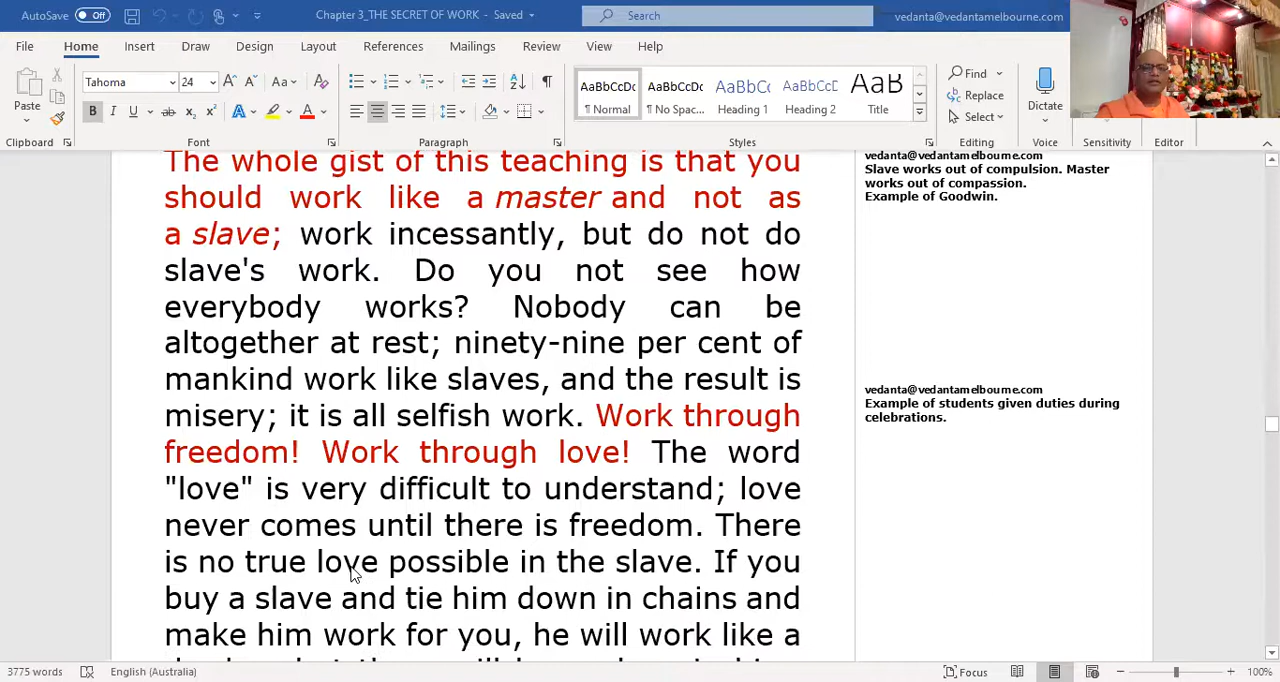 AutoSave Off Chapter 3_THE SECRET OF WORK - Saved Search vedanta@vedantamelbourne.com
File Home Insert Draw Design Layout References Mailings Review View Help
Tahoma 24 A A Aa A
Paste B I U ab x₂ x² A A
AaBbCcDc AaBbCcDc AaBbCc AaBbCcD AaB
¶ Normal ¶ No Spac... Heading 1 Heading 2 Title
Find
Replace
Select
Dictate
Clipboard Font Paragraph Styles Editing Voice Sensitivity Editor
The whole gist of this teaching is that you
should work like a master and not as
a slave; work incessantly, but do not do
slave's work. Do you not see how
everybody works? Nobody can be
altogether at rest; ninety-nine per cent of
mankind work like slaves, and the result is
misery; it is all selfish work. Work through
freedom! Work through love! The word
"love" is very difficult to understand; love
never comes until there is freedom. There
is no true love possible in the slave. If you
buy a slave and tie him down in chains and
make him work for you, he will work like a
vedanta@vedantamelbourne.com
Slave works out of compulsion. Master
works out of compassion.
Example of Goodwin.
vedanta@vedantamelbourne.com
Example of students given duties during
celebrations.
3775 words English (Australia) Focus 100%